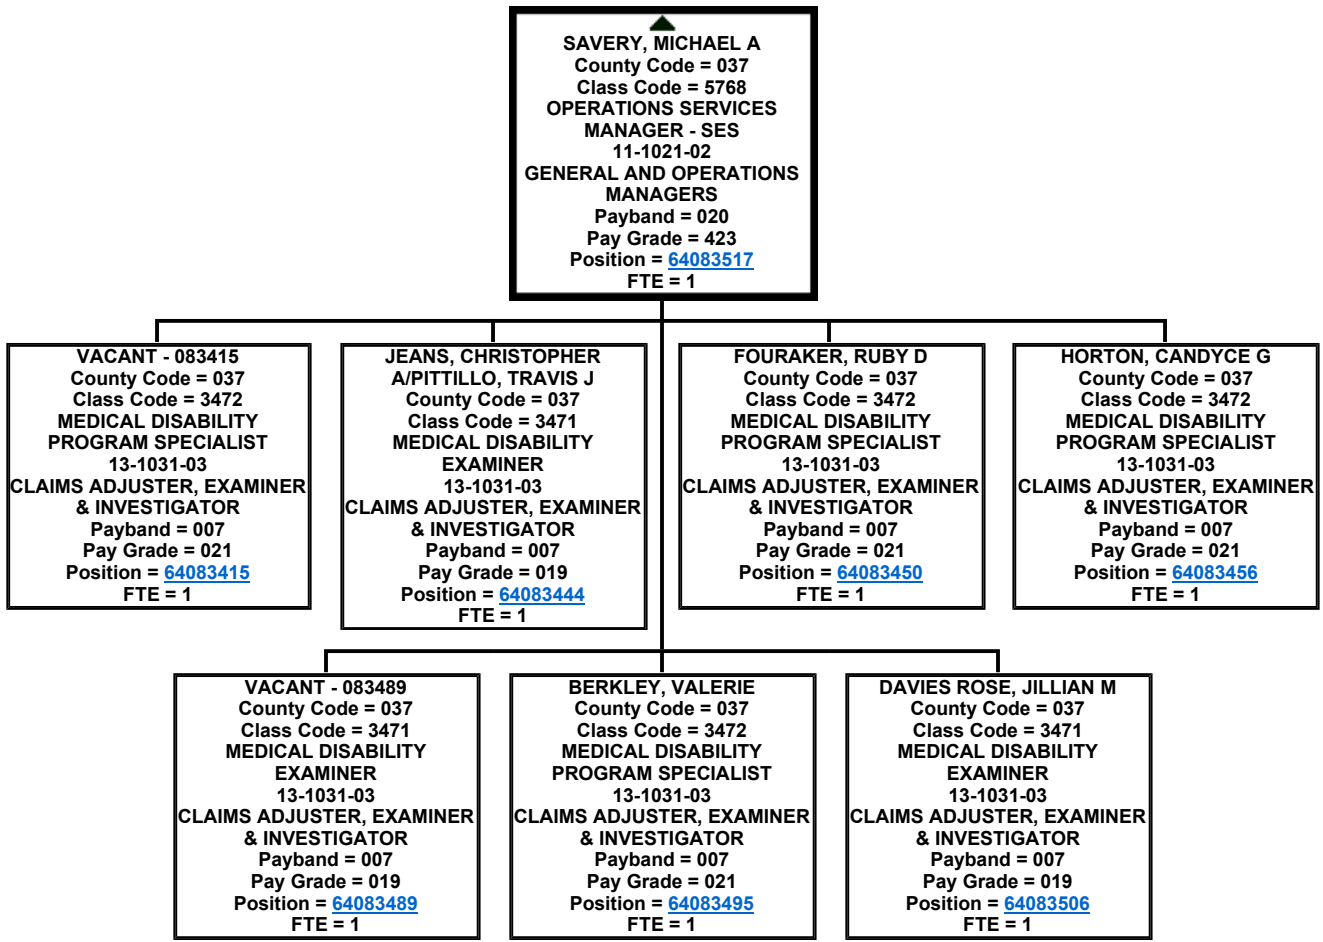 SAVERY, MICHAEL A
County Code = 037
Class Code = 5768
OPERATIONS SERVICES
MANAGER - SES
11-1021-02
GENERAL AND OPERATIONS
MANAGERS
Payband = 020
Pay Grade = 423
Position = 64083517
FTE = 1
VACANT - 083415
County Code = 037
Class Code = 3472
MEDICAL DISABILITY
PROGRAM SPECIALIST
13-1031-03
CLAIMS ADJUSTER, EXAMINER
& INVESTIGATOR
Payband = 007
Pay Grade = 021
Position = 64083415
FTE = 1
JEANS, CHRISTOPHER
A/PITTILLO, TRAVIS J
County Code = 037
Class Code = 3471
MEDICAL DISABILITY
EXAMINER
13-1031-03
CLAIMS ADJUSTER, EXAMINER
& INVESTIGATOR
Payband = 007
Pay Grade = 019
Position = 64083444
FTE = 1
FOURAKER, RUBY D
County Code = 037
Class Code = 3472
MEDICAL DISABILITY
PROGRAM SPECIALIST
13-1031-03
CLAIMS ADJUSTER, EXAMINER
& INVESTIGATOR
Payband = 007
Pay Grade = 021
Position = 64083450
FTE = 1
HORTON, CANDYCE G
County Code = 037
Class Code = 3472
MEDICAL DISABILITY
PROGRAM SPECIALIST
13-1031-03
CLAIMS ADJUSTER, EXAMINER
& INVESTIGATOR
Payband = 007
Pay Grade = 021
Position = 64083456
FTE = 1
VACANT - 083489
County Code = 037
Class Code = 3471
MEDICAL DISABILITY
EXAMINER
13-1031-03
CLAIMS ADJUSTER, EXAMINER
& INVESTIGATOR
Payband = 007
Pay Grade = 019
Position = 64083489
FTE = 1
BERKLEY, VALERIE
County Code = 037
Class Code = 3472
MEDICAL DISABILITY
PROGRAM SPECIALIST
13-1031-03
CLAIMS ADJUSTER, EXAMINER
& INVESTIGATOR
Payband = 007
Pay Grade = 021
Position = 64083495
FTE = 1
DAVIES ROSE, JILLIAN M
County Code = 037
Class Code = 3471
MEDICAL DISABILITY
EXAMINER
13-1031-03
CLAIMS ADJUSTER, EXAMINER
& INVESTIGATOR
Payband = 007
Pay Grade = 019
Position = 64083506
FTE = 1